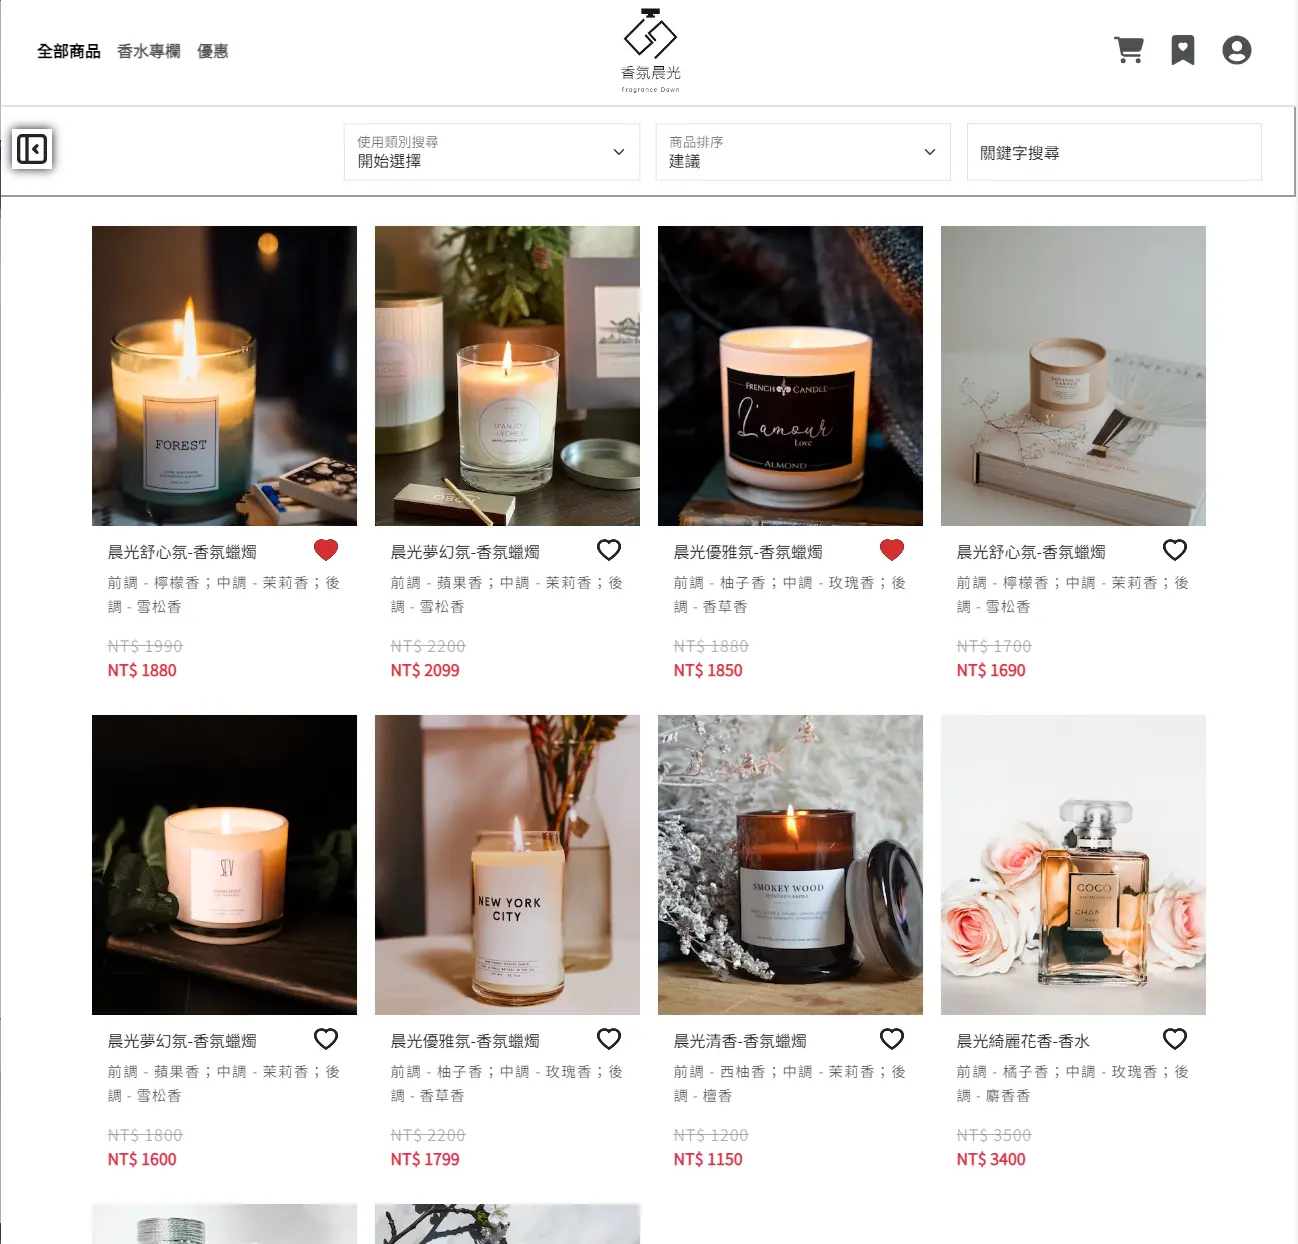 全部商品 香水專欄 優惠
香氛晨光
Fragrance Dawn
使用類別搜尋
開始選擇
商品排序
建議
關鍵字搜尋
FOREST
D'ANJOU
LYCHEE
FRENCH CANDLE
L'amour
Love
ALMOND
BOTANICAL
GARDEN
晨光舒心氛-香氛蠟燭
前調 - 檸檬香；中調 - 茉莉香；後
調 - 雪松香
NT$ 1990
NT$ 1880
晨光夢幻氛-香氛蠟燭
前調 - 蘋果香；中調 - 茉莉香；後
調 - 雪松香
NT$ 2200
NT$ 2099
晨光優雅氛-香氛蠟燭
前調 - 柚子香；中調 - 玫瑰香；後
調 - 香草香
NT$ 1880
NT$ 1850
晨光舒心氛-香氛蠟燭
前調 - 檸檬香；中調 - 茉莉香；後
調 - 雪松香
NT$ 1700
NT$ 1690
SEV
NEW YORK
CITY
SMOKEY WOOD
SCENTED CANDLE
COCO
CHAN
晨光夢幻氛-香氛蠟燭
前調 - 蘋果香；中調 - 茉莉香；後
調 - 雪松香
NT$ 1800
NT$ 1600
晨光優雅氛-香氛蠟燭
前調 - 柚子香；中調 - 玫瑰香；後
調 - 香草香
NT$ 2200
NT$ 1799
晨光清香-香氛蠟燭
前調 - 西柚香；中調 - 茉莉香；後
調 - 檀香
NT$ 1200
NT$ 1150
晨光綺麗花香-香水
前調 - 橘子香；中調 - 玫瑰香；後
調 - 麝香香
NT$ 3500
NT$ 3400